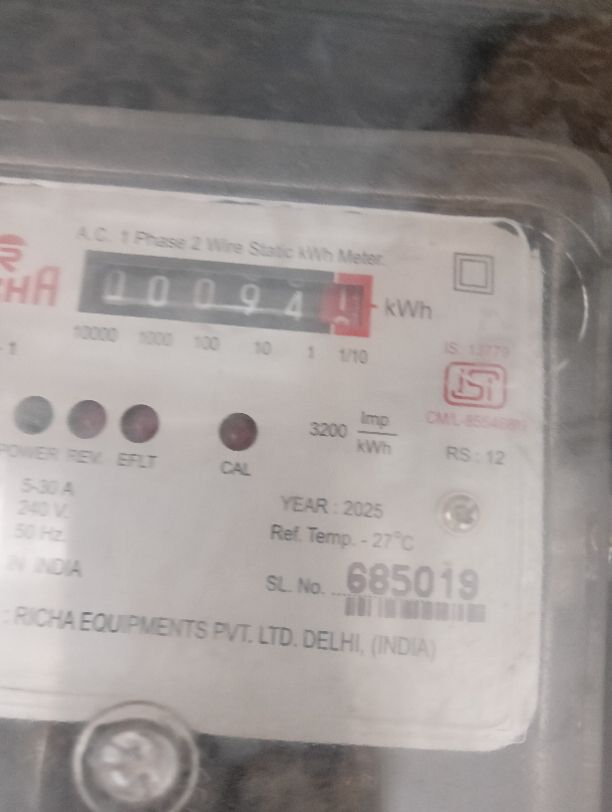 A.C. 1 Phase 2 Wire Static kWh Meter.
0 0 0 9 4
kWh
10000 1000 100 10 1 1/10
IS: 13779
ISI
3200 Imp
kWh
RS : 12
POWER REV. EFLT
CAL
5-30 A
240 V.
50 Hz.
YEAR : 2025
Ref. Temp. - 27°C
IN INDIA
SL. No. 685019
: RICHA EQUIPMENTS PVT. LTD. DELHI, (INDIA)